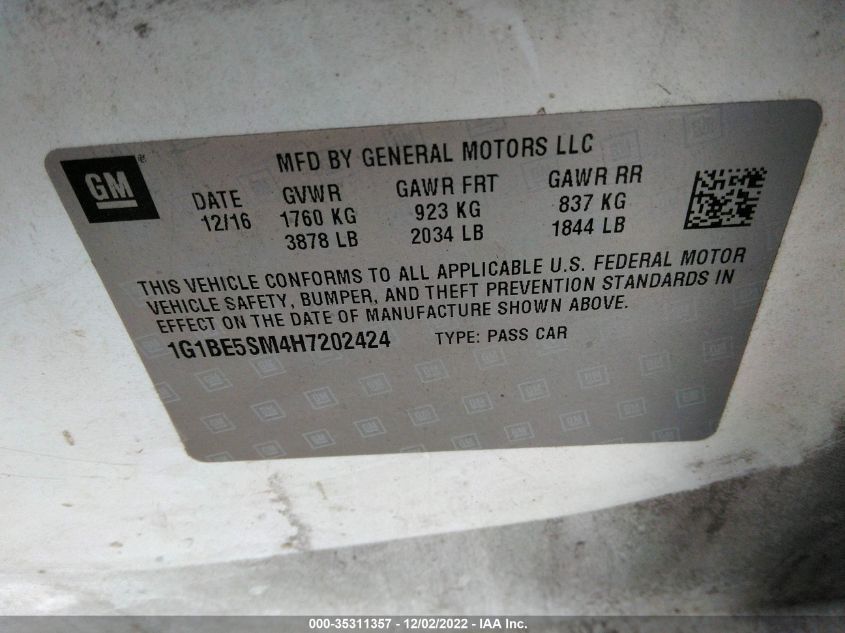 GM
MFD BY GENERAL MOTORS LLC
DATE GVWR GAWR FRT GAWR RR
12/16 1760 KG 923 KG 837 KG
3878 LB 2034 LB 1844 LB
THIS VEHICLE CONFORMS TO ALL APPLICABLE U.S. FEDERAL MOTOR
VEHICLE SAFETY, BUMPER, AND THEFT PREVENTION STANDARDS IN
EFFECT ON THE DATE OF MANUFACTURE SHOWN ABOVE.
1G1BE5SM4H7202424 TYPE: PASS CAR
000-35311357 - 12/02/2022 - IAA Inc.